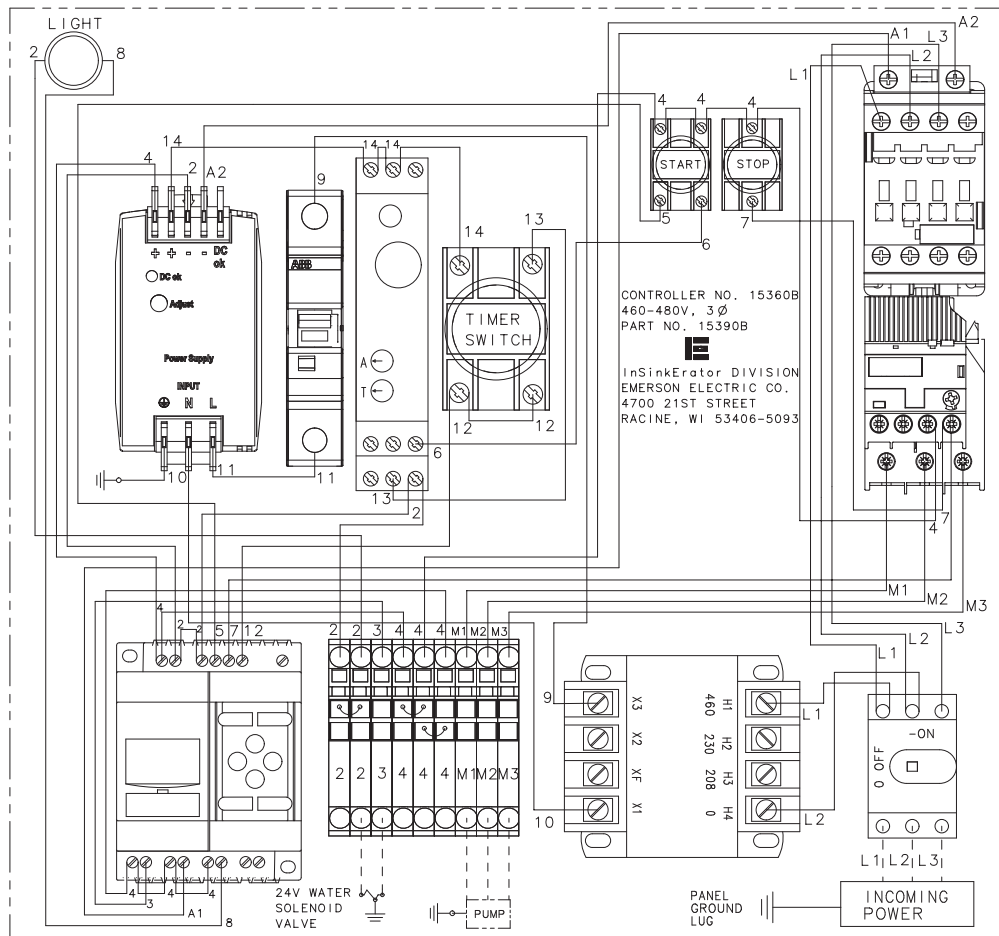 LIGHT
2
8
A1
A2
L3
L2
L1
14
4
2
A2
14
14
9
4
4
4
START
STOP
5
6
7
13
14
+ + - - DC ok
DC ok
Adjust
ABB
Power Supply
INPUT
N L
A
T
TIMER
SWITCH
12
12
CONTROLLER NO. 15360B
460-480V, 3Ø
PART NO. 15390B
InSinkErator DIVISION
EMERSON ELECTRIC CO.
4700 21ST STREET
RACINE, WI 53406-5093
10
11
11
6
13
2
4
7
M1
M2
M3
4
2
2
5
7
12
2 2 3 4 4 4 M1 M2 M3
2 2 3 4 4 4 M1 M2 M3
9
10
X3
X2
XF
X1
460
230
208
0
H1
H2
H3
H4
L1
L2
L1
L2
L3
-ON
O OFF
L1 L2 L3
4
3
4
A1
4
8
24V WATER
SOLENOID
VALVE
PUMP
PANEL
GROUND
LUG
INCOMING
POWER